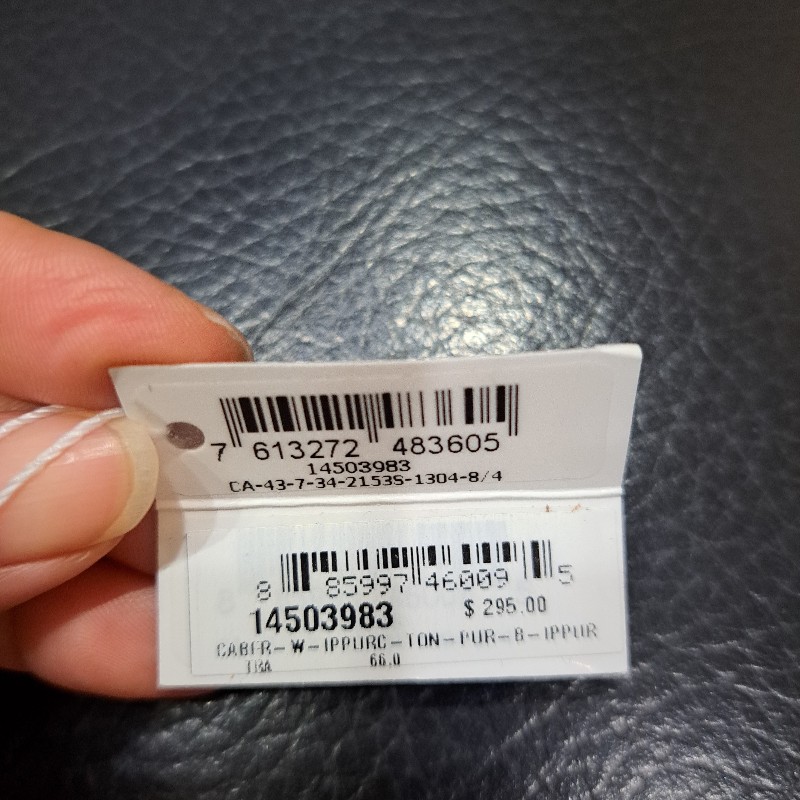 7 613272 483605
14503983
CA-43-7-34-2153S-1304-8/4
8 85997 46009 5
14503983 $ 295.00
CABER-W-IPPURC-TON-PUR-8-IPPUR
66.0